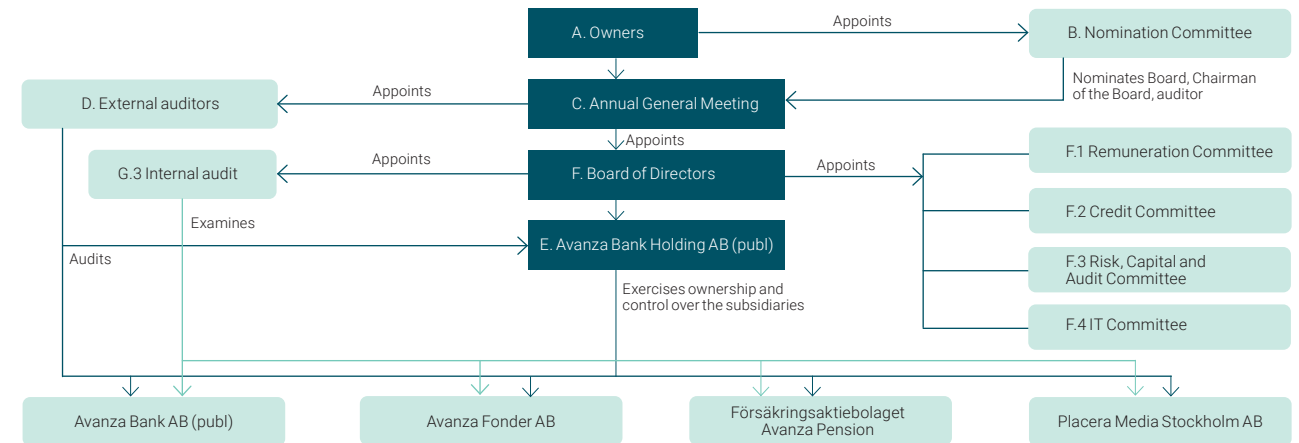 A. Owners
Appoints
B. Nomination Committee
Nominates Board, Chairman
of the Board, auditor
D. External auditors
Appoints
C. Annual General Meeting
Appoints
G.3 Internal audit
Appoints
F. Board of Directors
Appoints
F.1 Remuneration Committee
F.2 Credit Committee
F.3 Risk, Capital and
Audit Committee
F.4 IT Committee
Examines
Audits
E. Avanza Bank Holding AB (publ)
Exercises ownership and
control over the subsidiaries
Avanza Bank AB (publ)
Avanza Fonder AB
Försäkringsaktiebolaget
Avanza Pension
Placera Media Stockholm AB